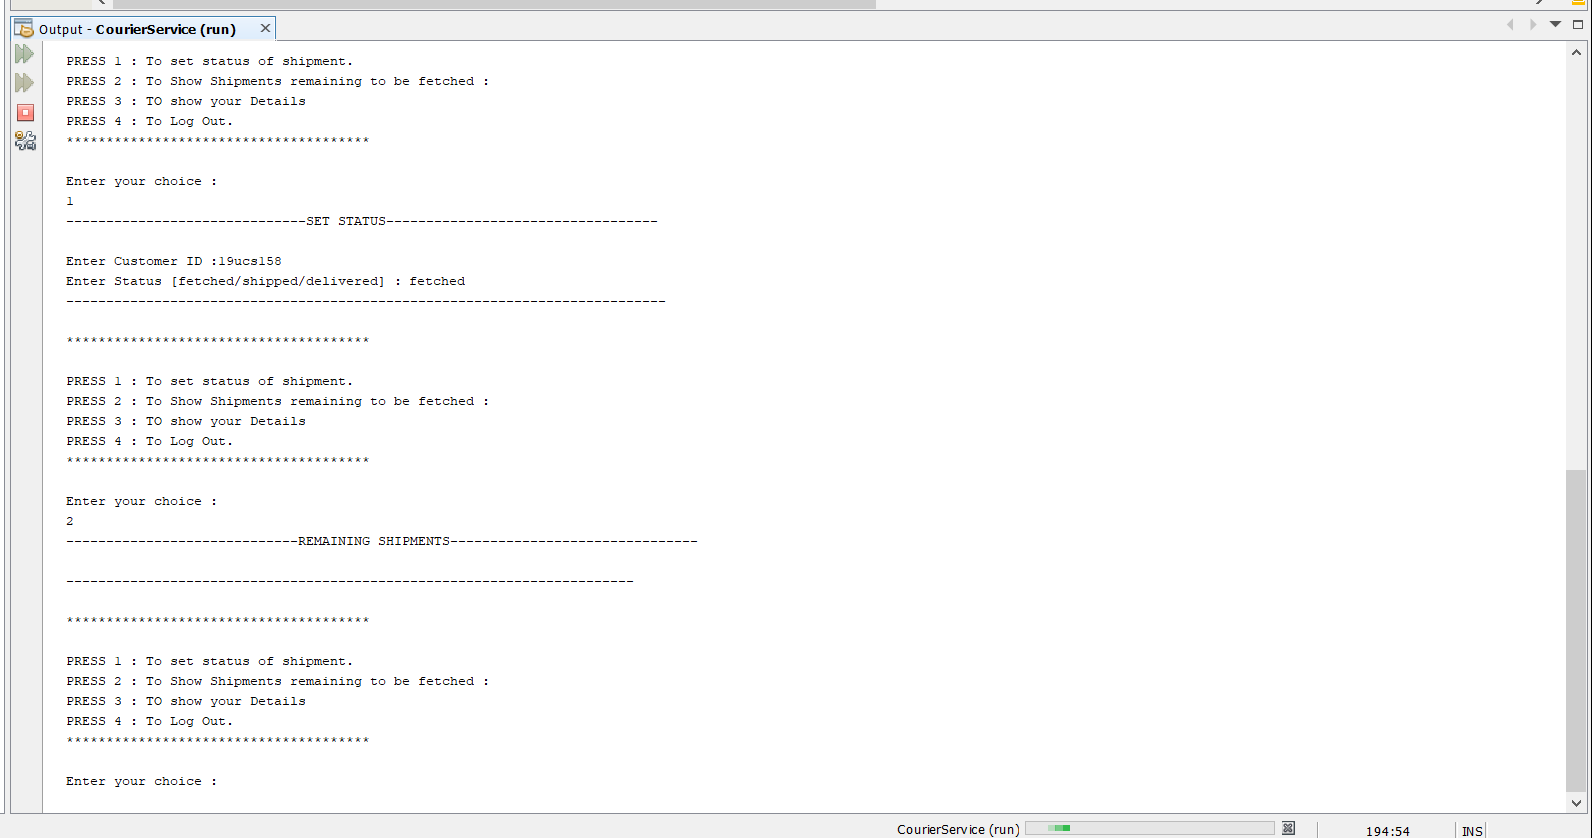 Output - CourierService (run)
PRESS 1 : To set status of shipment.
PRESS 2 : To Show Shipments remaining to be fetched :
PRESS 3 : TO show your Details
PRESS 4 : To Log Out.
**************************************
Enter your choice :
1
------------------------------SET STATUS----------------------------------
Enter Customer ID :19ucs158
Enter Status [fetched/shipped/delivered] : fetched
---------------------------------------------------------------------------
**************************************
PRESS 1 : To set status of shipment.
PRESS 2 : To Show Shipments remaining to be fetched :
PRESS 3 : TO show your Details
PRESS 4 : To Log Out.
**************************************
Enter your choice :
2
-----------------------------REMAINING SHIPMENTS-------------------------------
-----------------------------------------------------------------------
**************************************
PRESS 1 : To set status of shipment.
PRESS 2 : To Show Shipments remaining to be fetched :
PRESS 3 : TO show your Details
PRESS 4 : To Log Out.
**************************************
Enter your choice :
CourierService (run) 194:54 INS